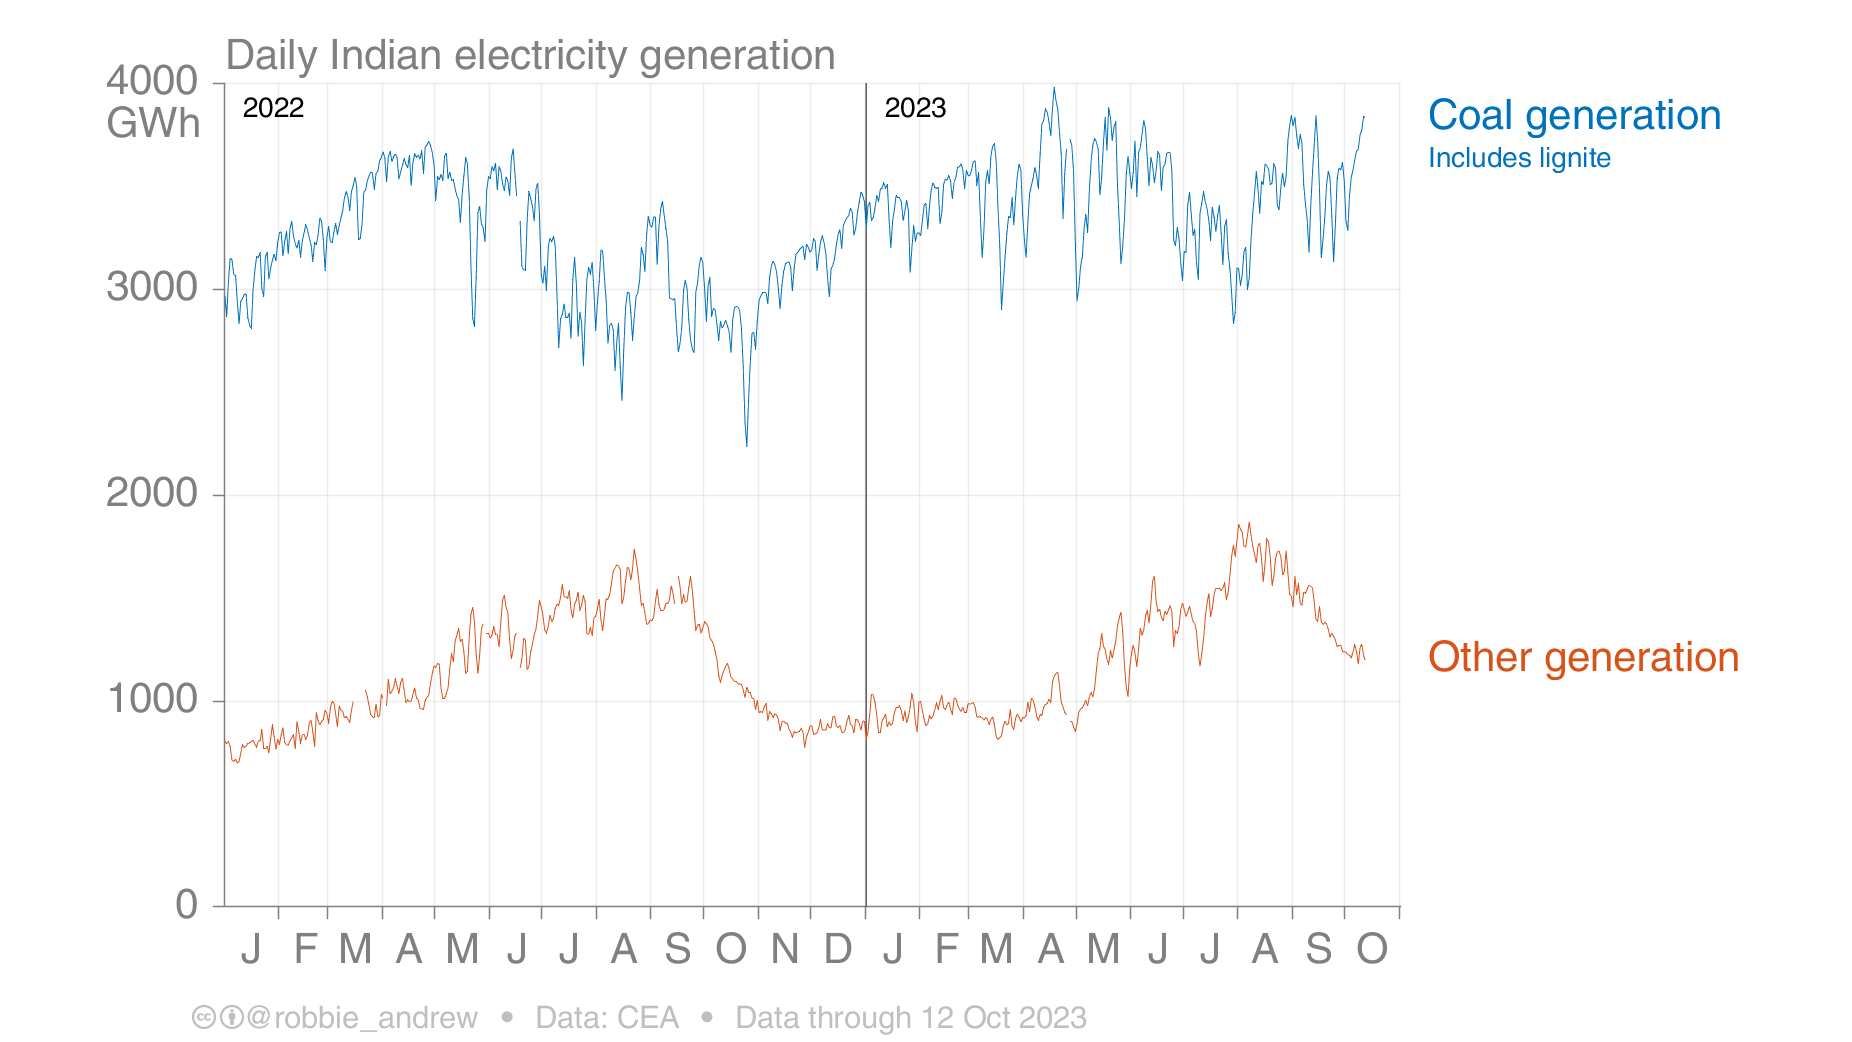 Daily Indian electricity generation
4000
GWh
2022
2023
Coal generation
Includes lignite
3000
2000
Other generation
1000
0
J F M A M J J A S O N D J F M A M J J A S O
@robbie_andrew • Data: CEA • Data through 12 Oct 2023